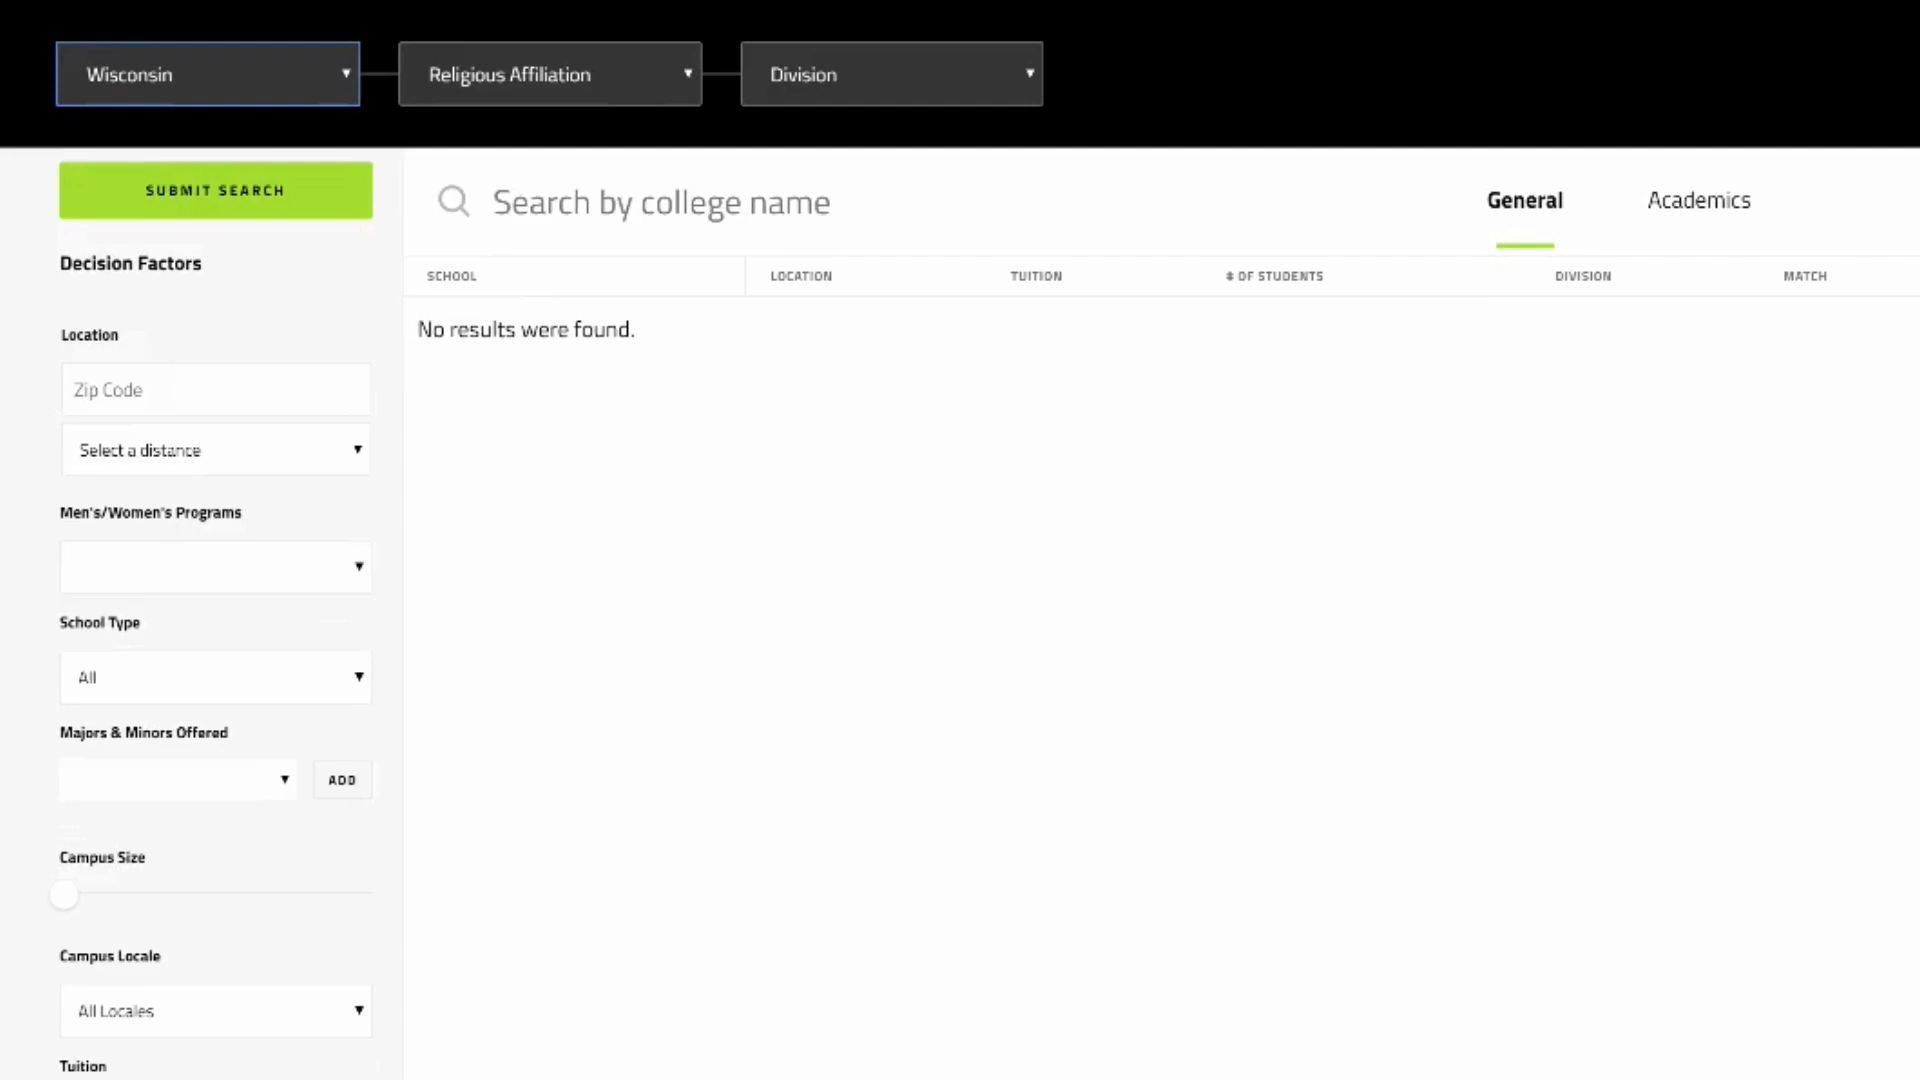 Wisconsin
Religious Affiliation
Division
SUBMIT SEARCH
Search by college name
General
Academics
Decision Factors
SCHOOL
LOCATION
TUITION
# OF STUDENTS
DIVISION
MATCH
No results were found.
Location
Zip Code
Select a distance
Men's/Women's Programs
School Type
All
Majors & Minors Offered
ADD
Campus Size
Campus Locale
All Locales
Tuition